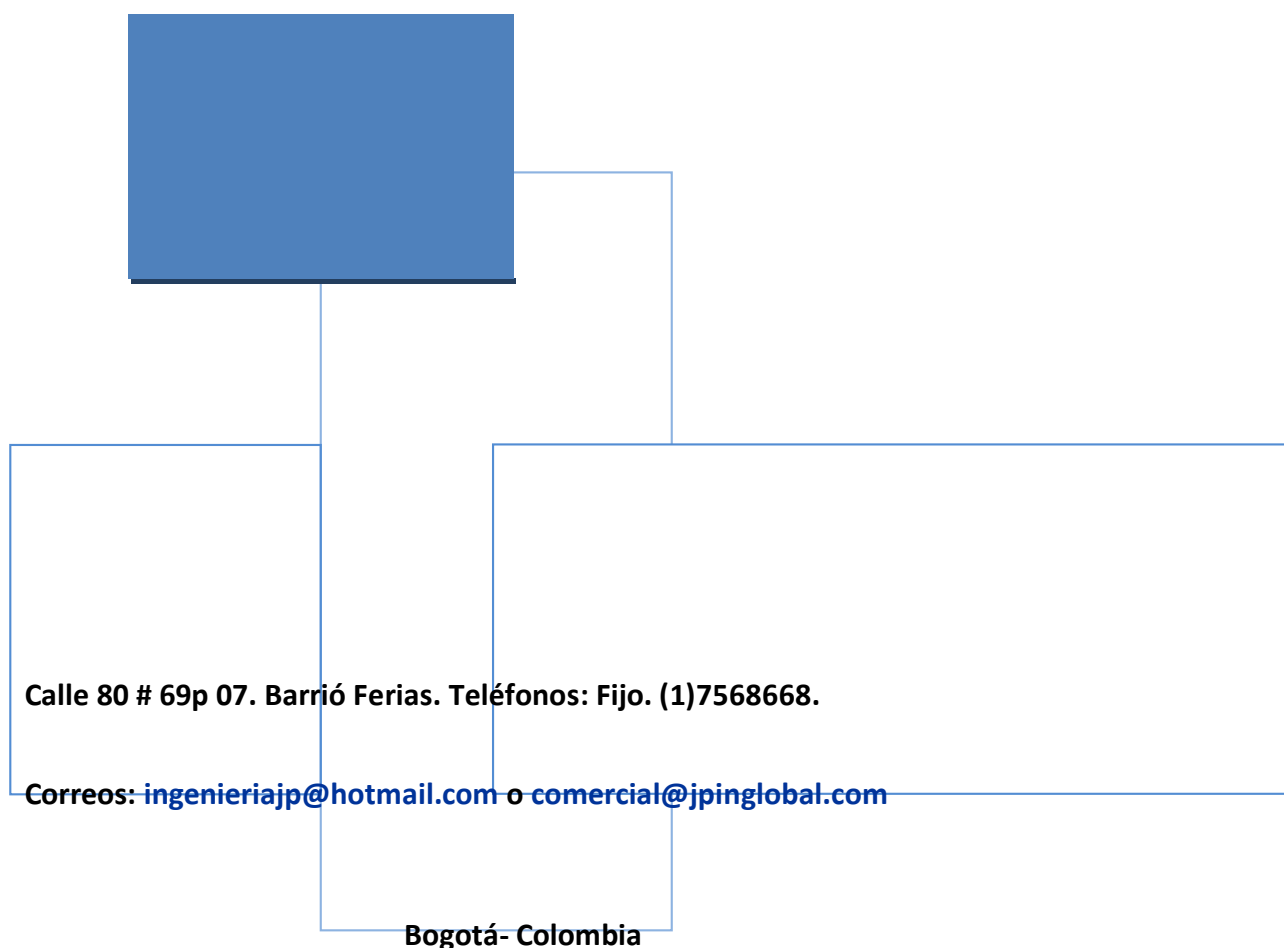 Calle 80 # 69p 07. Barrió Ferias. Teléfonos: Fijo. (1)7568668.
Correos: ingenieriajp@hotmail.com o comercial@jpinglobal.com
Bogotá- Colombia